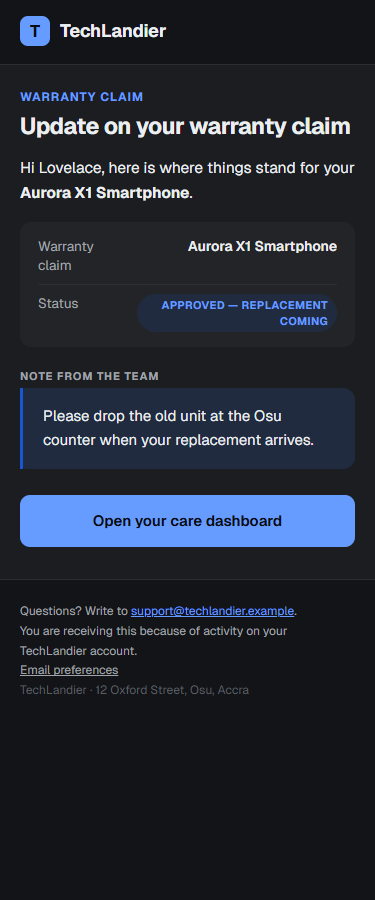 T TechLandier
WARRANTY CLAIM
Update on your warranty claim
Hi Lovelace, here is where things stand for your
Aurora X1 Smartphone.
Warranty claim
Aurora X1 Smartphone
Status
APPROVED — REPLACEMENT
COMING
NOTE FROM THE TEAM
Please drop the old unit at the Osu
counter when your replacement arrives.
Open your care dashboard
Questions? Write to support@techlandier.example.
You are receiving this because of activity on your
TechLandier account.
Email preferences
TechLandier · 12 Oxford Street, Osu, Accra